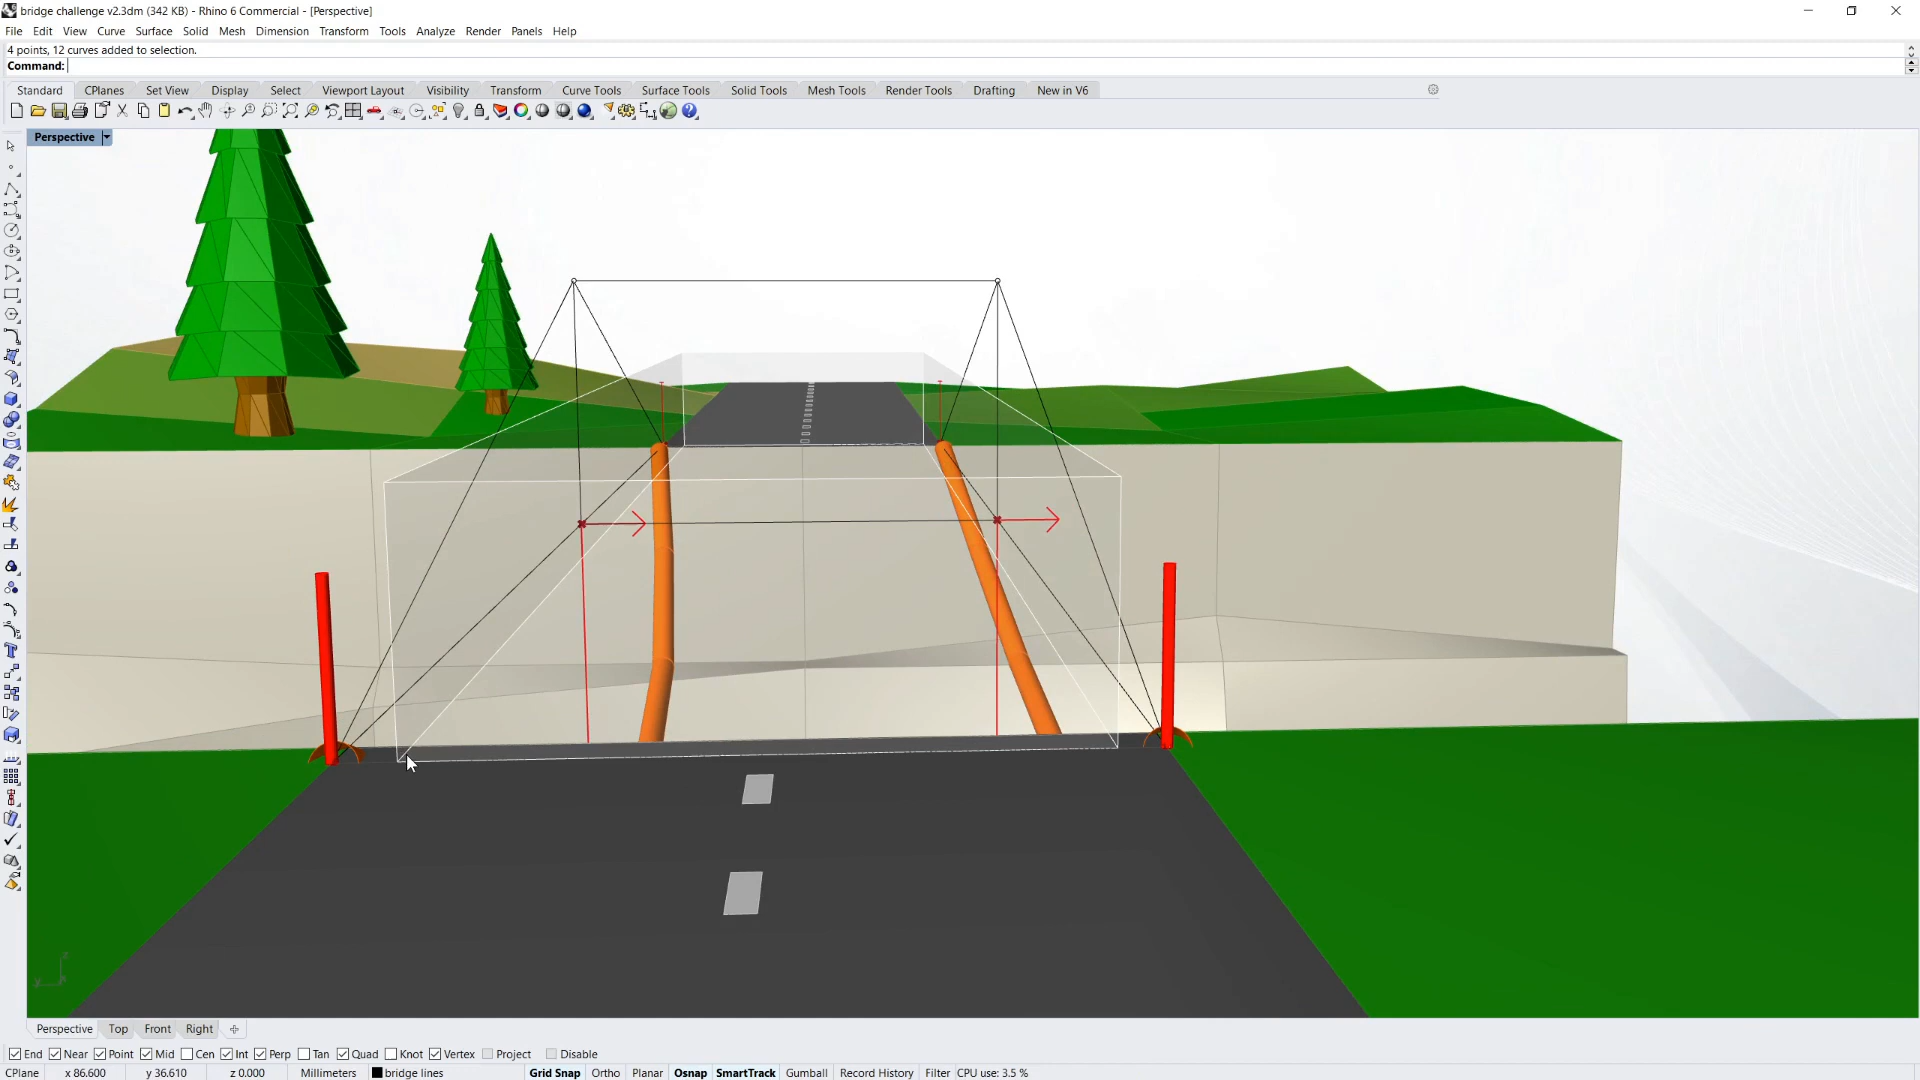 bridge challenge v2.3dm (342 KB) - Rhino 6 Commercial - [Perspective]
File Edit View Curve Surface Solid Mesh Dimension Transform Tools Analyze Render Panels Help
4 points, 12 curves added to selection.
Command:
Standard CPlanes Set View Display Select Viewport Layout Visibility Transform Curve Tools Surface Tools Solid Tools Mesh Tools Render Tools Drafting New in V6
Perspective
z
y
x
Perspective Top Front Right
End Near Point Mid Cen Int Perp Tan Quad Knot Vertex Project Disable
CPlane x 86.600 y 36.610 z 0.000 Millimeters bridge lines Grid Snap Ortho Planar Osnap SmartTrack Gumball Record History Filter CPU use: 3.5 %